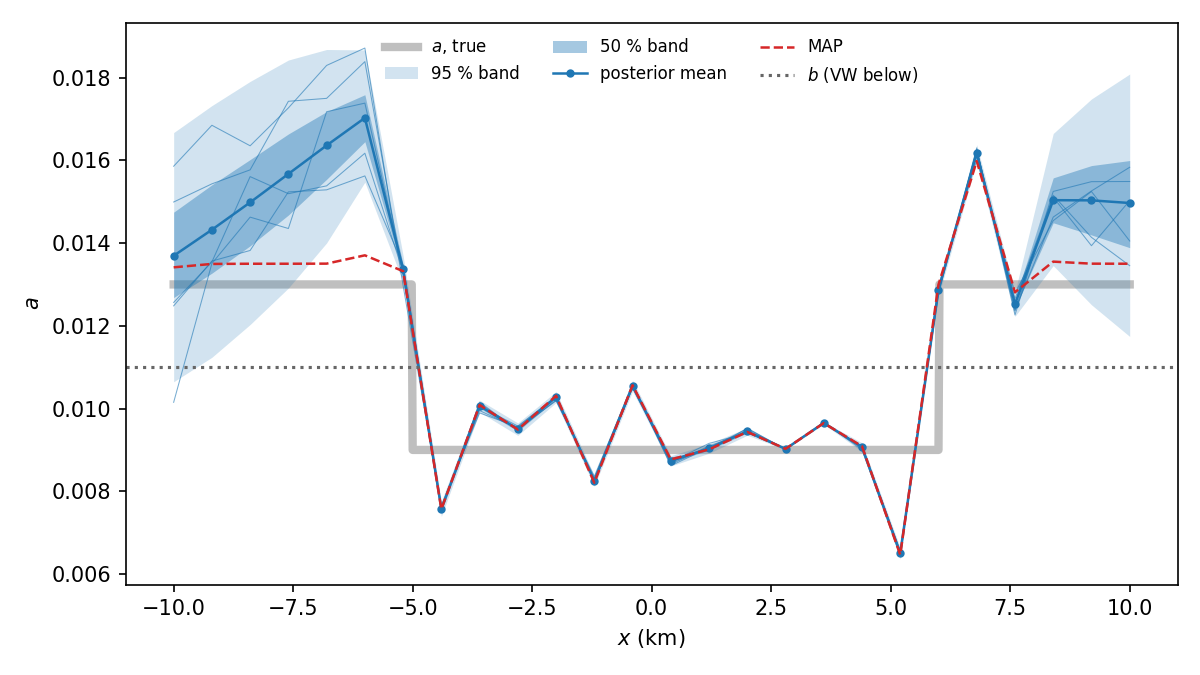 a, true
95 % band
50 % band
posterior mean
MAP
b (VW below)
0.018
0.016
0.014
0.012
0.010
0.008
0.006
a
−10.0 −7.5 −5.0 −2.5 0.0 2.5 5.0 7.5 10.0
x (km)